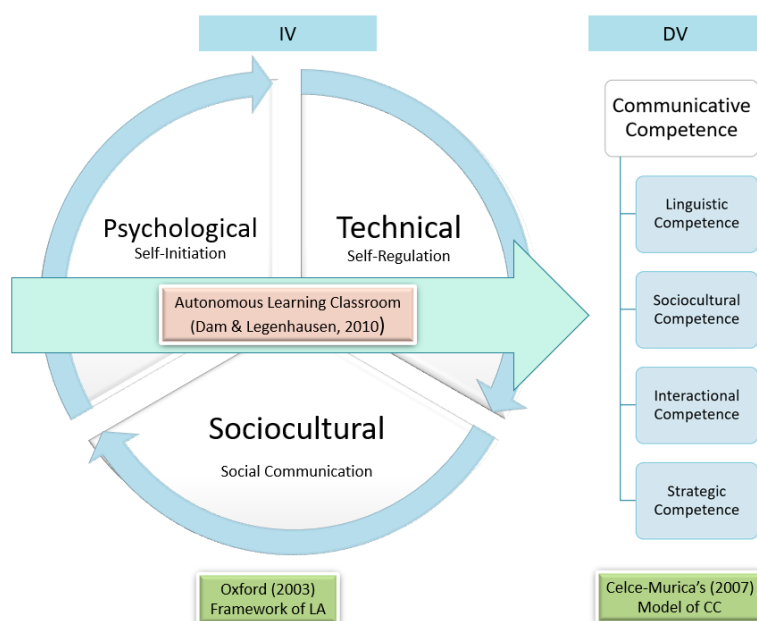 IV
DV
Psychological
Self-Initiation
Technical
Self-Regulation
Autonomous Learning Classroom
(Dam & Legenhausen, 2010)
Sociocultural
Social Communication
Oxford (2003)
Framework of LA
Communicative
Competence
Linguistic
Competence
Sociocultural
Competence
Interactional
Competence
Strategic
Competence
Celce-Murica's (2007)
Model of CC